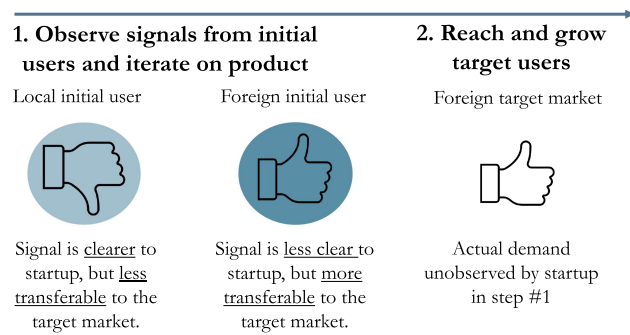 1. Observe signals from initial
users and iterate on product
2. Reach and grow
target users
Local initial user
Foreign initial user
Foreign target market
Signal is clearer to
startup, but less
transferable to the
target market.
Signal is less clear to
startup, but more
transferable to the
target market.
Actual demand
unobserved by startup
in step #1